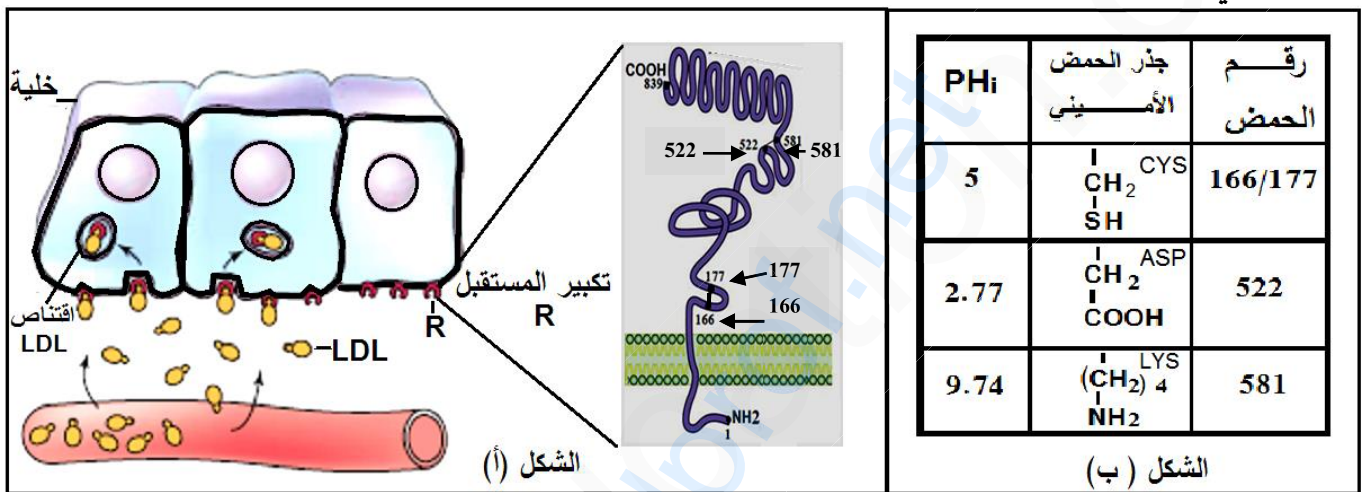 خلية
اقتناص
LDL
LDL
R
تكبير المستقبل
R
الشكل (أ)
COOH
839
522
522
581
581
177
177
166
166
NH2
1
PHi
جذر الحمض
الأمـــــيني
رقـــم
الحمض
5
CH2 CYS
SH
166/177
2.77
CH2 ASP
COOH
522
9.74
(CH2) 4 LYS
NH2
581
الشكل ( ب)